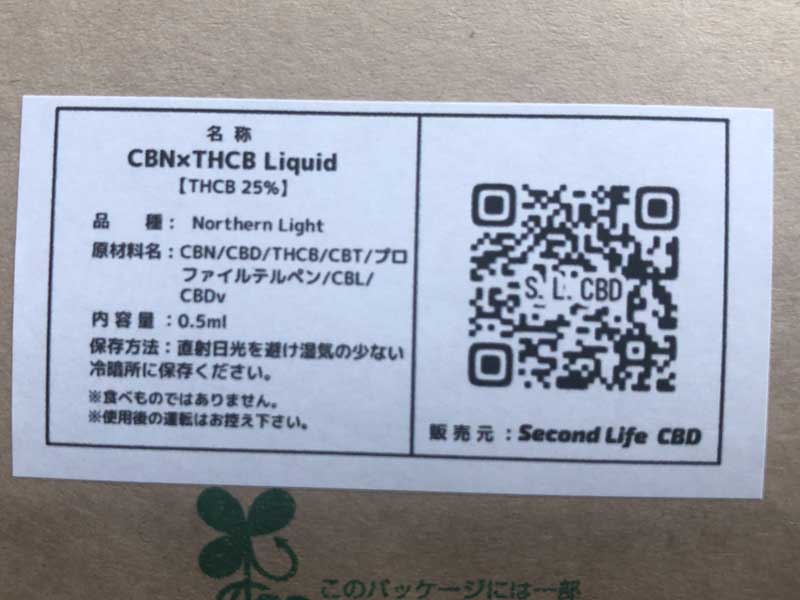 名称
CBN×THCB Liquid
【THCB 25%】
品　種： Northern Light
原材料名：CBN/CBD/THCB/CBT/プロ
ファイルテルペン/CBL/
CBDv
内容量：0.5ml
保存方法：直射日光を避け湿気の少ない
冷暗所に保存ください。
※食べものではありません。
※使用後の運転はお控え下さい。
S. L. CBD
販売元：Second Life CBD
このパッケージには一部